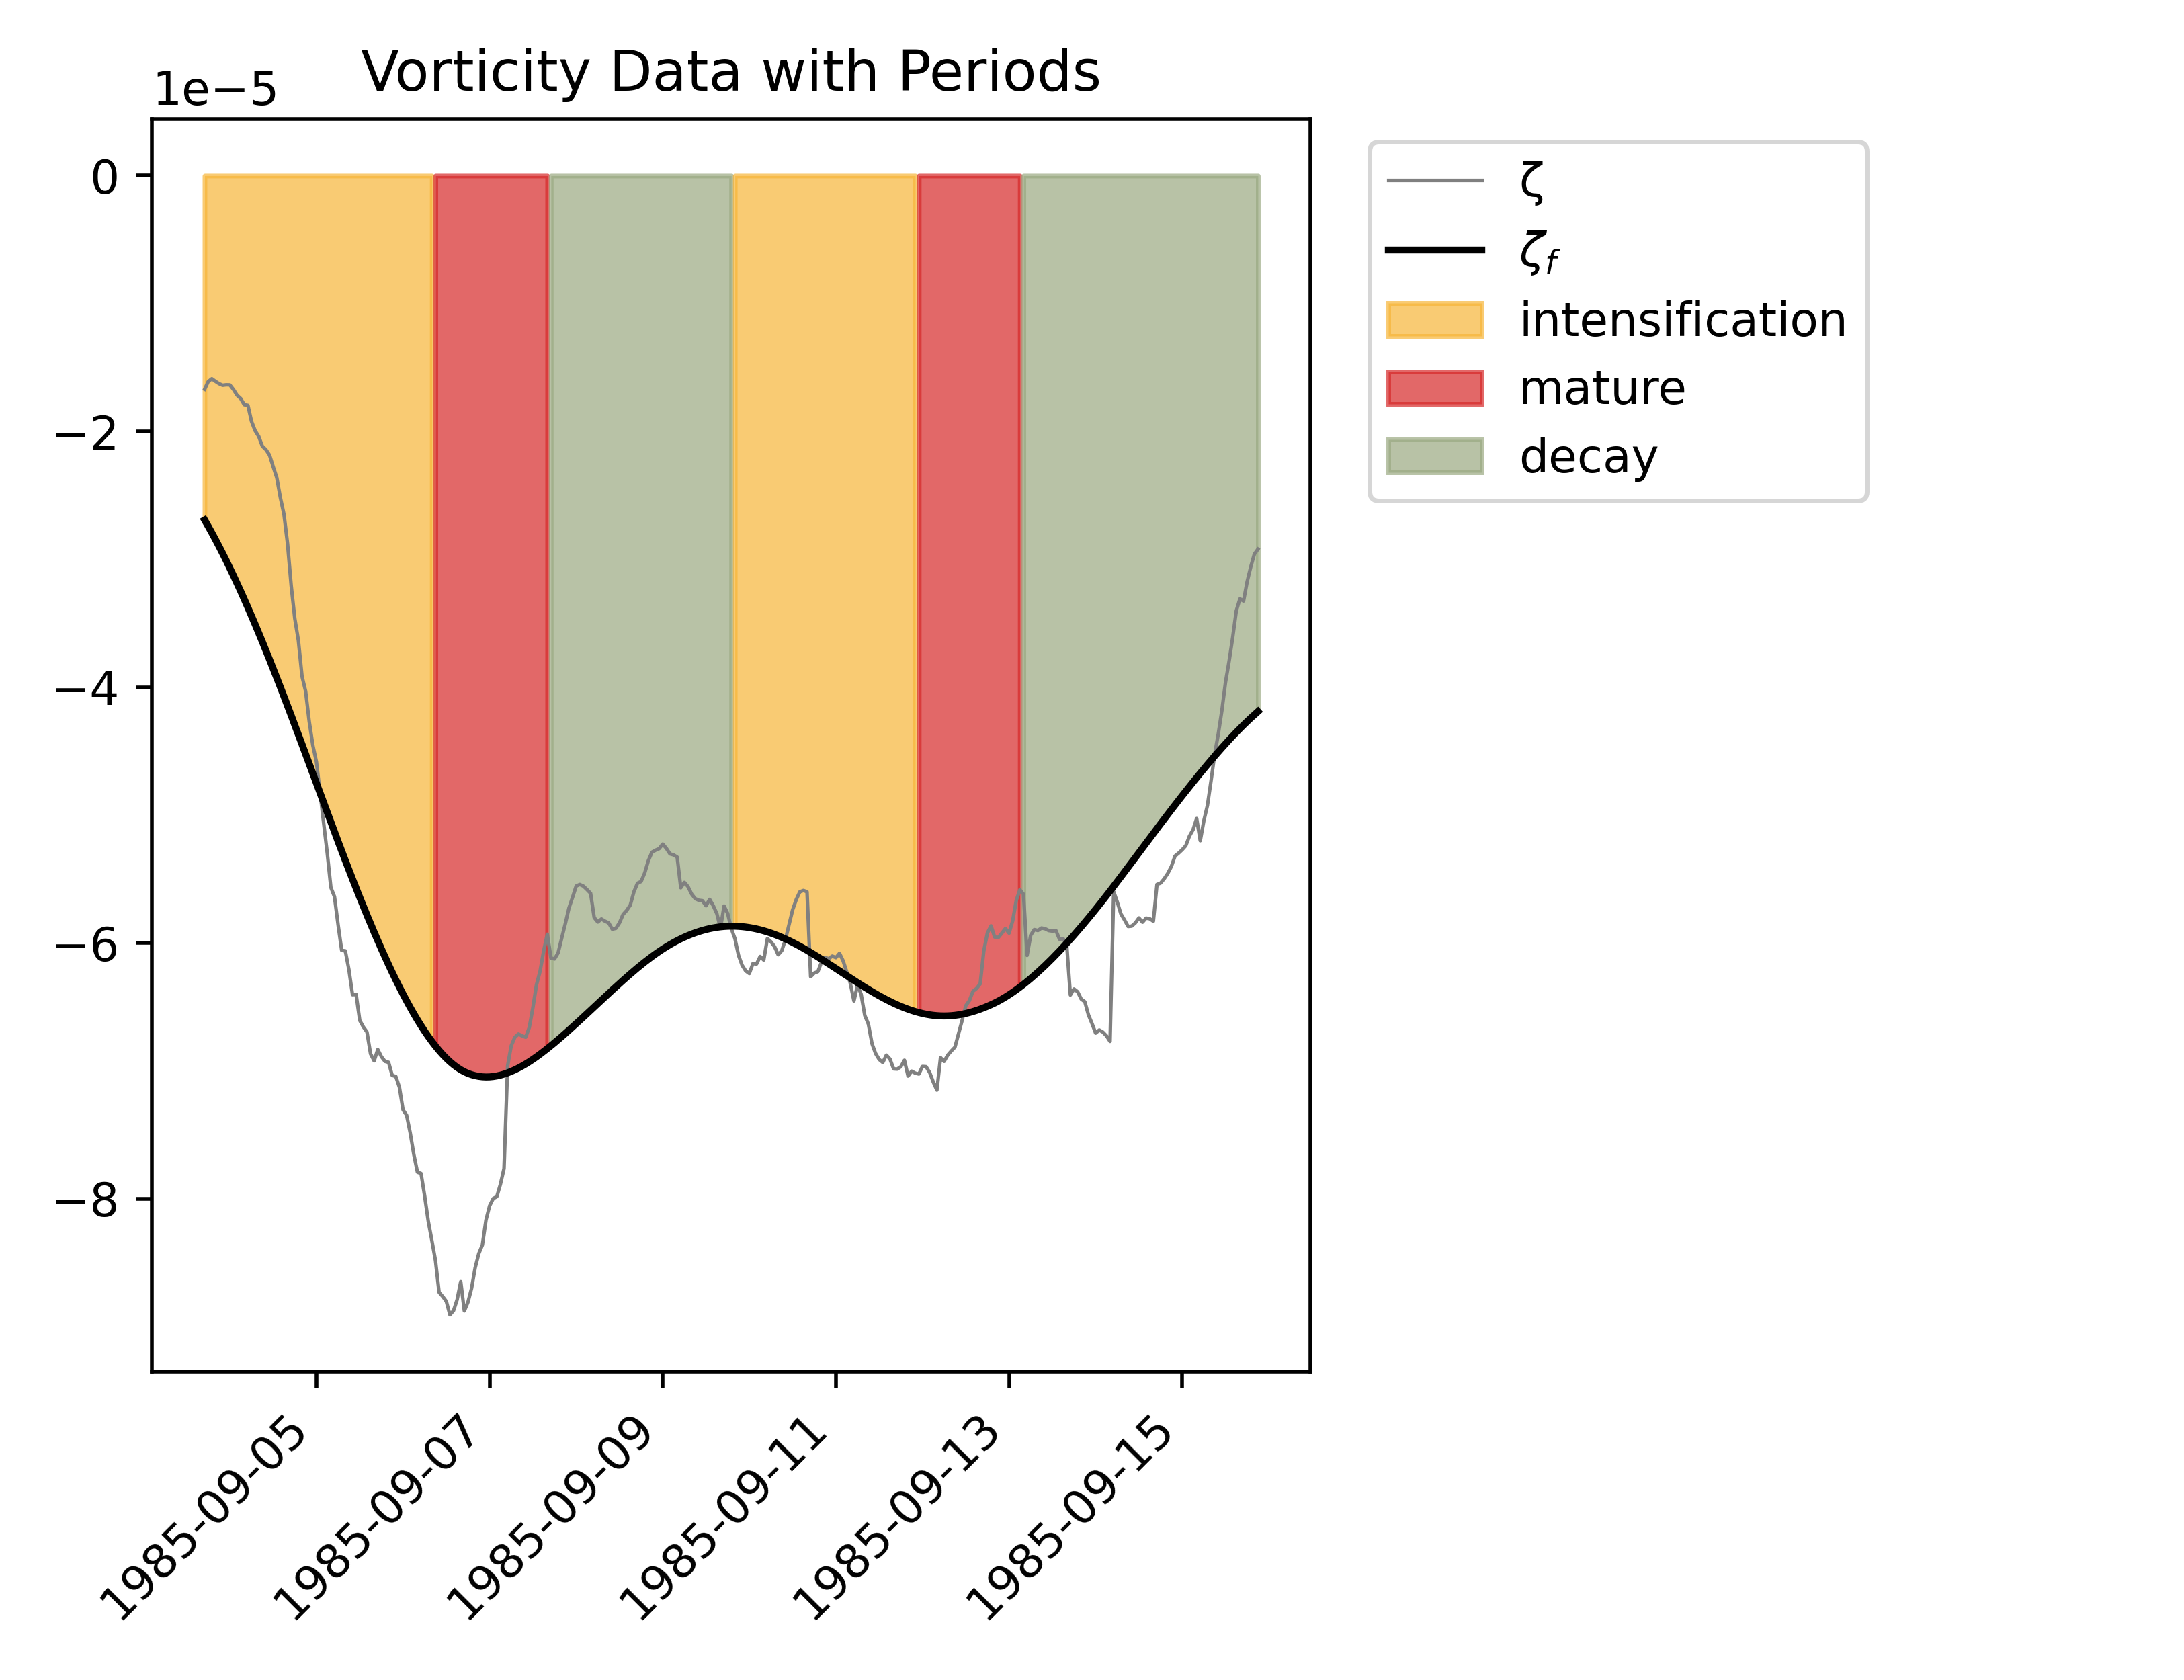 Vorticity Data with Periods
1e−5
0
−2
−4
−6
−8
1985-09-05
1985-09-07
1985-09-09
1985-09-11
1985-09-13
1985-09-15
ζ
ζf
intensification
mature
decay